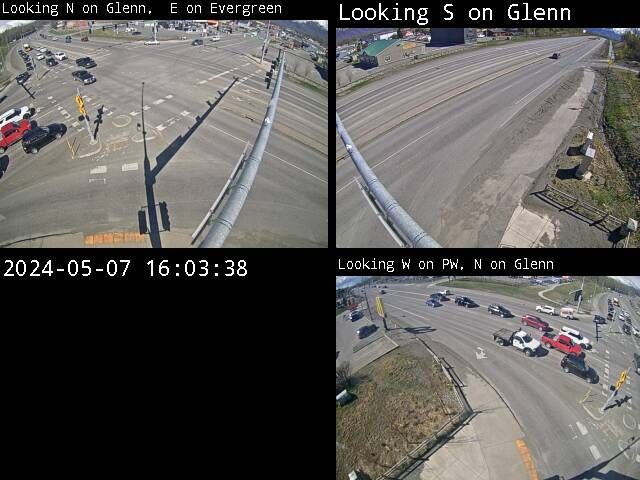 Looking N on Glenn, E on Evergreen
Looking S on Glenn
2024-05-07 16:03:38
Looking W on PW, N on Glenn